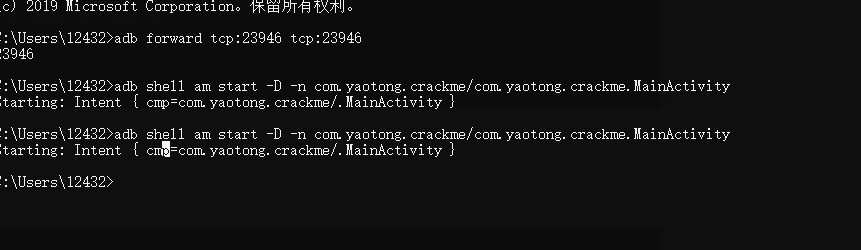 c) 2019 Microsoft Corporation。保留所有权利。
:\Users\12432>adb forward tcp:23946 tcp:23946
23946
:\Users\12432>adb shell am start -D -n com.yaotong.crackme/com.yaotong.crackme.MainActivity
Starting: Intent { cmp=com.yaotong.crackme/.MainActivity }
:\Users\12432>adb shell am start -D -n com.yaotong.crackme/com.yaotong.crackme.MainActivity
Starting: Intent { cmp=com.yaotong.crackme/.MainActivity }
C:\Users\12432>